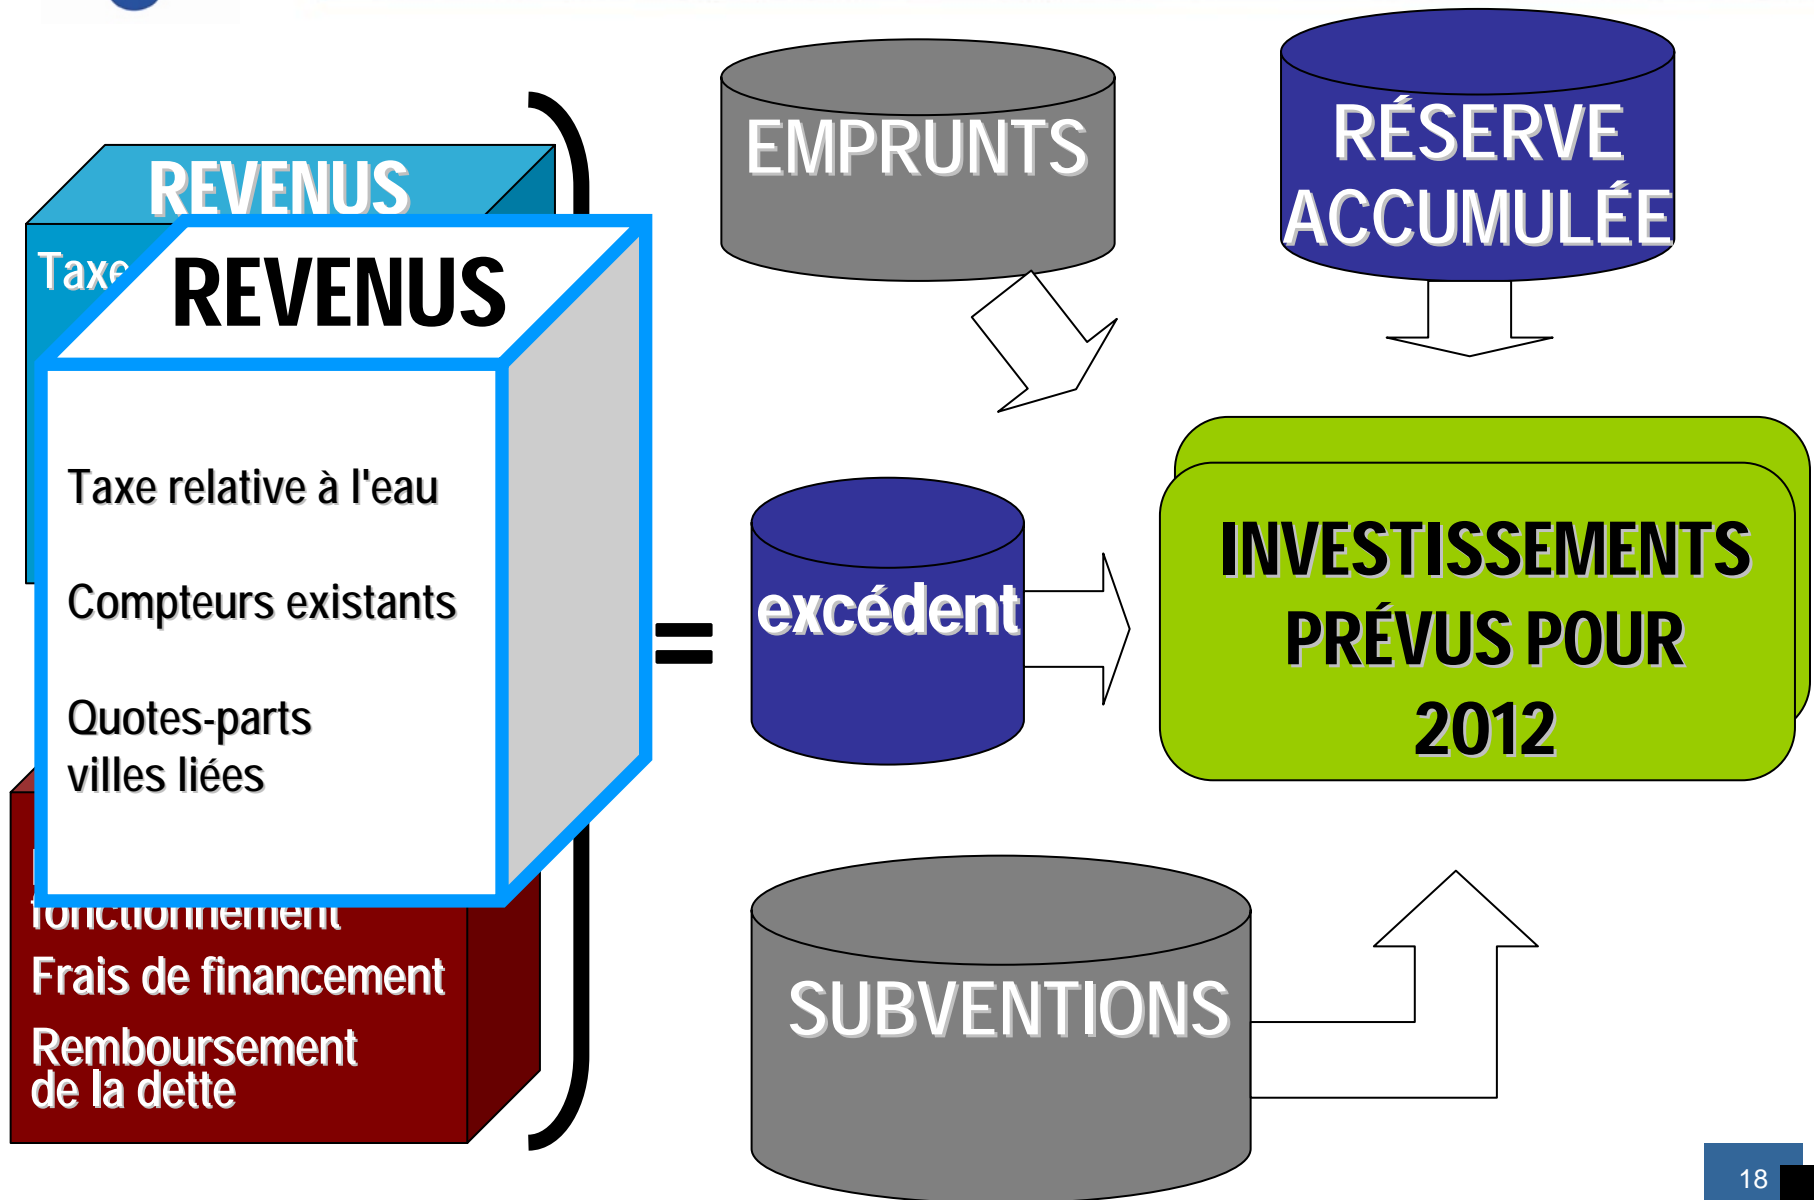 REVENUS
Taxe
REVENUS
Taxe relative à l'eau
Compteurs existants
Quotes-parts
villes liées
fonctionnement
Frais de financement
Remboursement
de la dette
=
EMPRUNTS
RÉSERVE
ACCUMULÉE
excédent
INVESTISSEMENTS
PRÉVUS POUR
2012
SUBVENTIONS
18